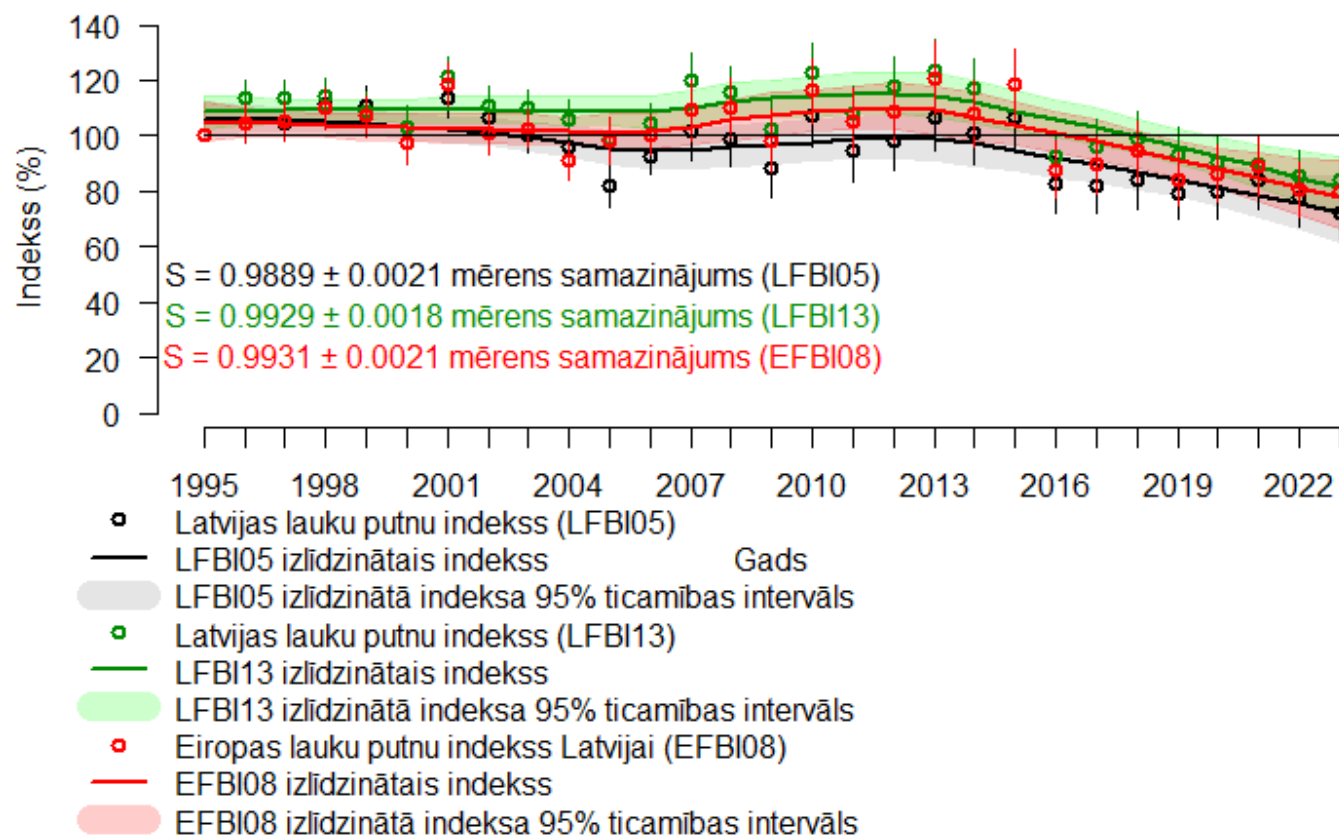 140
120
100
80
60
40
20
0
Indekss (%)
S = 0.9889 ± 0.0021 mērens samazinājums (LFBI05)
S = 0.9929 ± 0.0018 mērens samazinājums (LFBI13)
S = 0.9931 ± 0.0021 mērens samazinājums (EFBI08)
1995 1998 2001 2004 2007 2010 2013 2016 2019 2022
Latvijas lauku putnu indekss (LFBI05)
LFBI05 izlīdzinātais indekss
Gads
LFBI05 izlīdzinātā indeksa 95% ticamības intervāls
Latvijas lauku putnu indekss (LFBI13)
LFBI13 izlīdzinātais indekss
LFBI13 izlīdzinātā indeksa 95% ticamības intervāls
Eiropas lauku putnu indekss Latvijai (EFBI08)
EFBI08 izlīdzinātais indekss
EFBI08 izlīdzinātā indeksa 95% ticamības intervāls